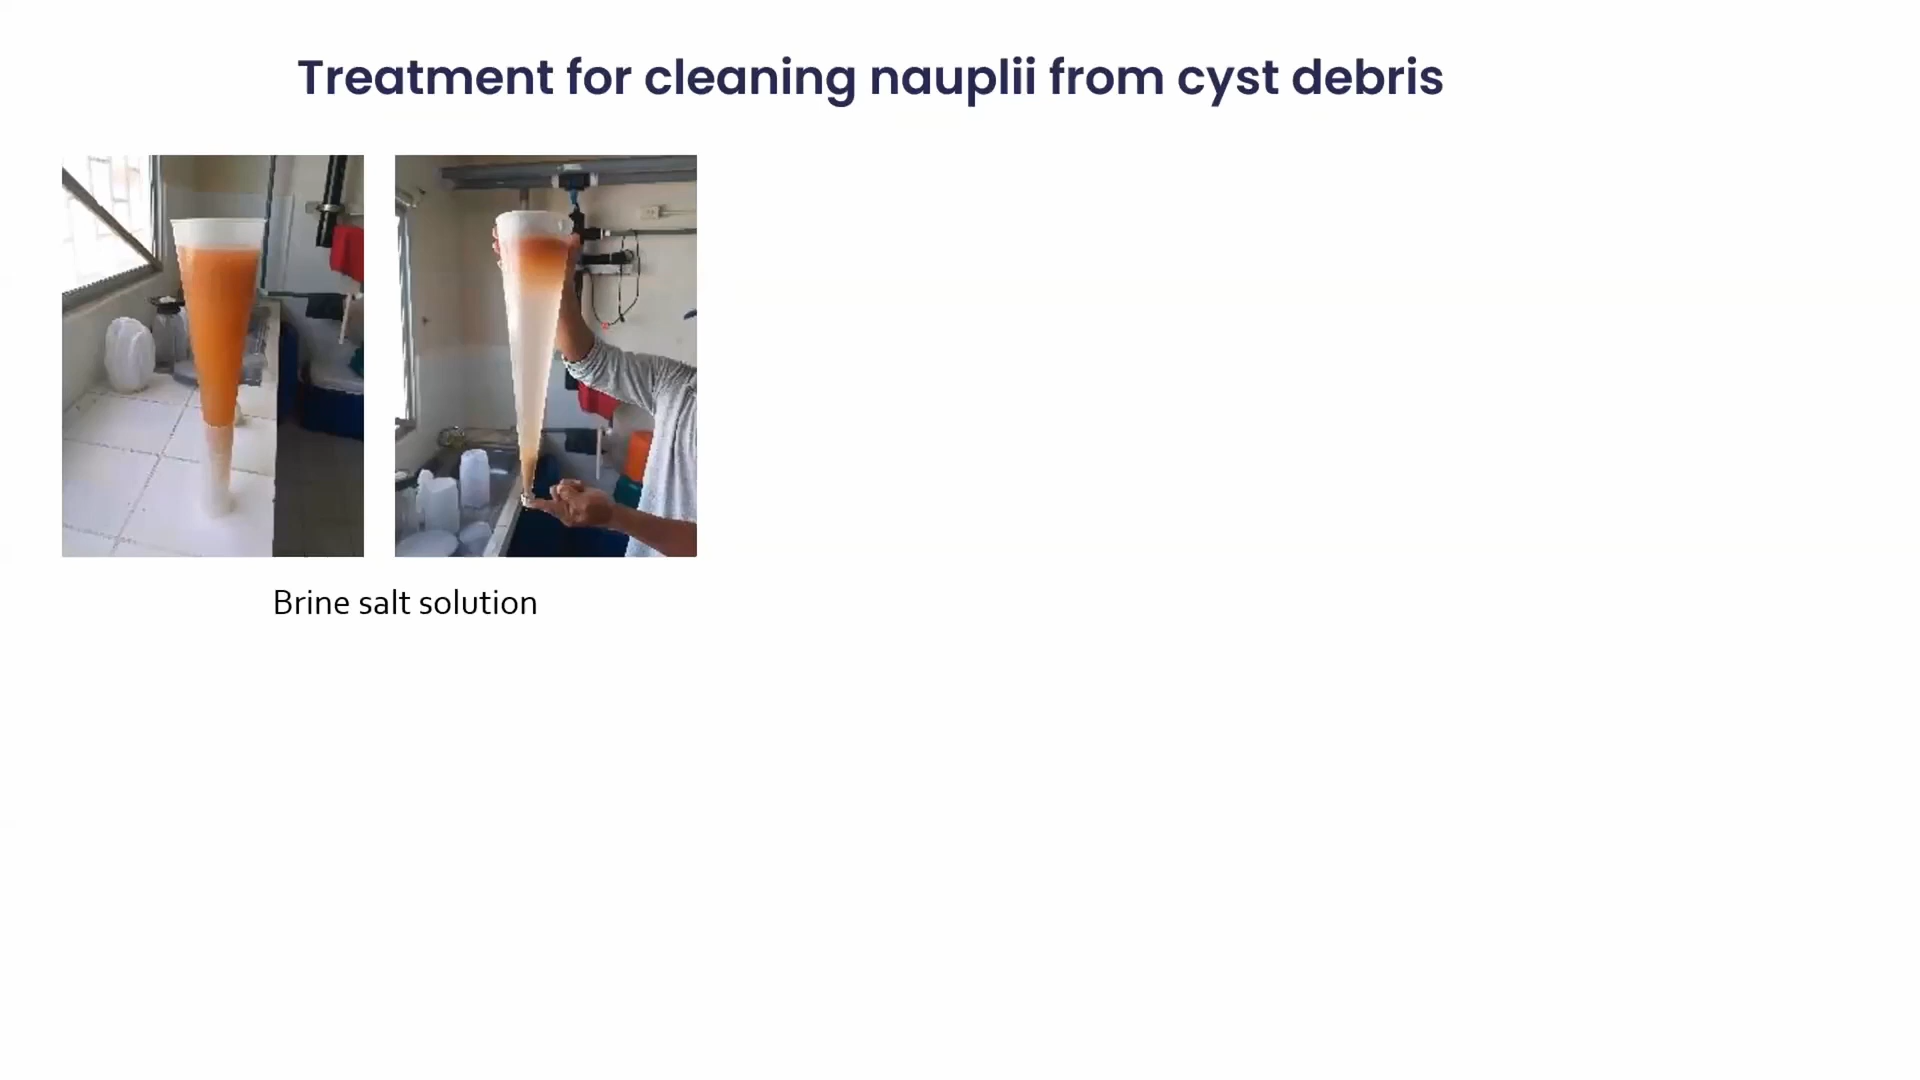 Treatment for cleaning nauplii from cyst debris
Brine salt solution